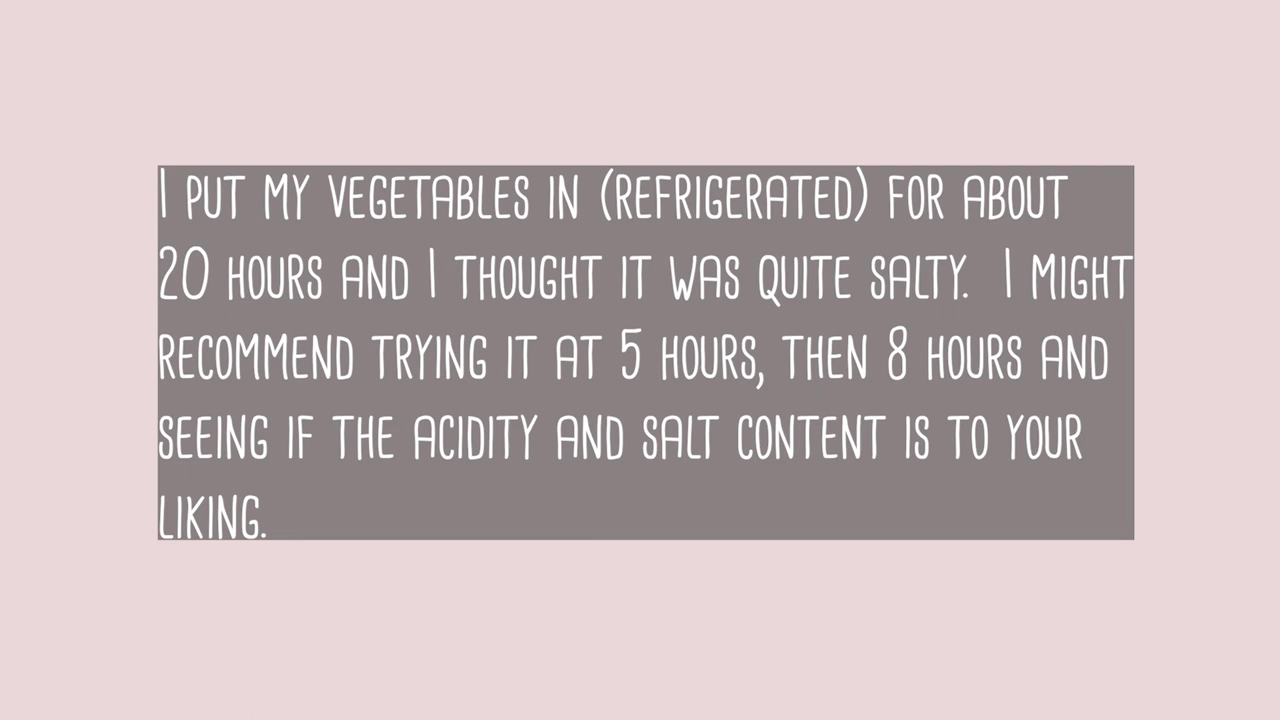 I PUT MY VEGETABLES IN (REFRIGERATED) FOR ABOUT
20 HOURS AND I THOUGHT IT WAS QUITE SALTY.  I MIGHT
RECOMMEND TRYING IT AT 5 HOURS, THEN 8 HOURS AND
SEEING IF THE ACIDITY AND SALT CONTENT IS TO YOUR
LIKING.